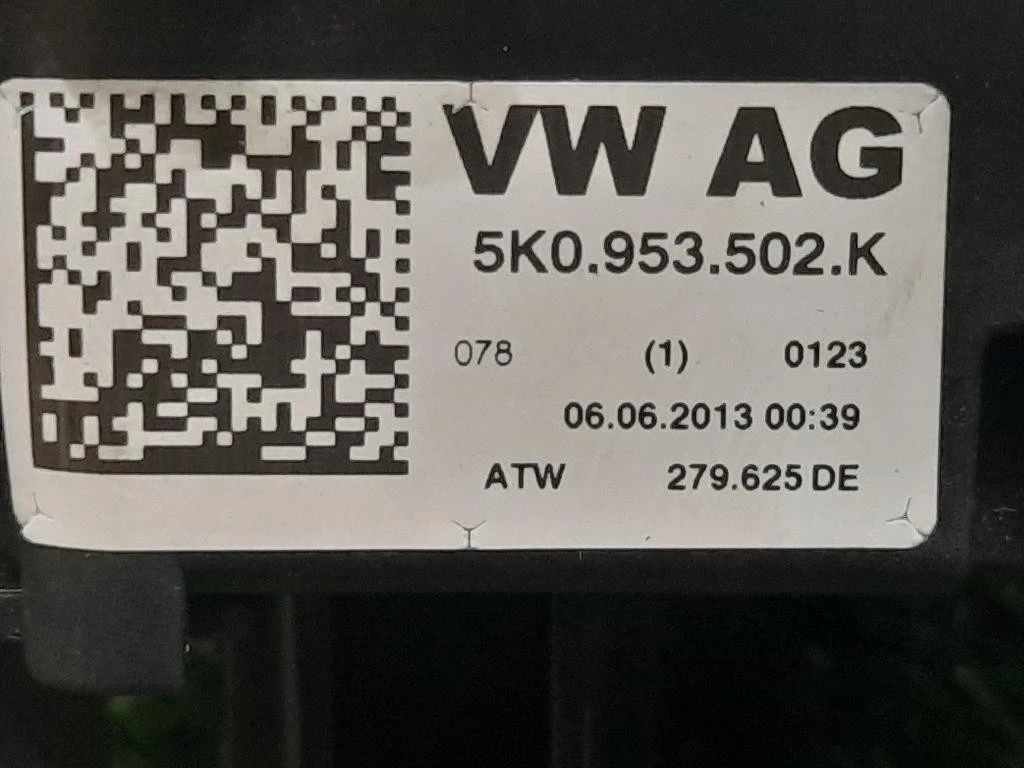 VW AG
5K0.953.502.K
078 (1) 0123
06.06.2013 00:39
ATW 279.625 DE